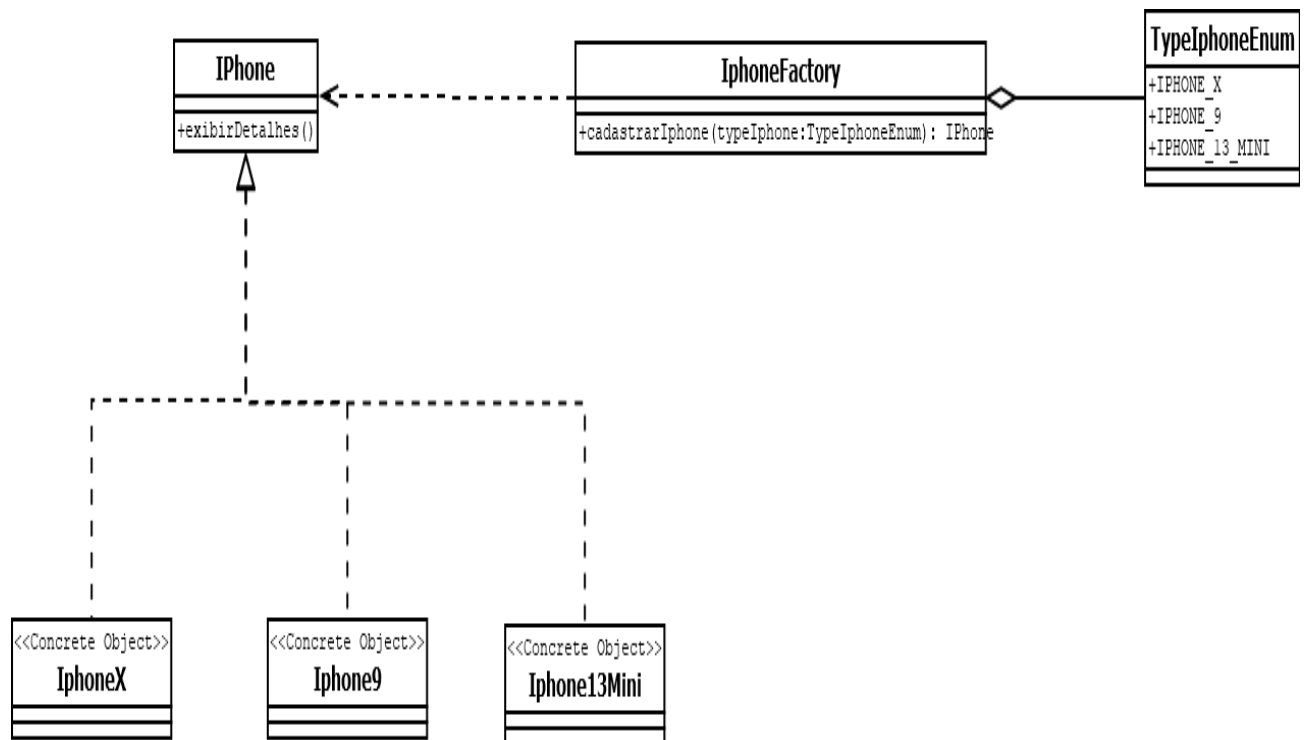 IPhone
+exibirDetalhes()
IphoneFactory
+cadastrarIphone(typeIphone:TypeIphoneEnum): IPhone
TypeIphoneEnum
+IPHONE_X
+IPHONE_9
+IPHONE_13_MINI
<<Concrete Object>>
IphoneX
<<Concrete Object>>
Iphone9
<<Concrete Object>>
Iphone13Mini